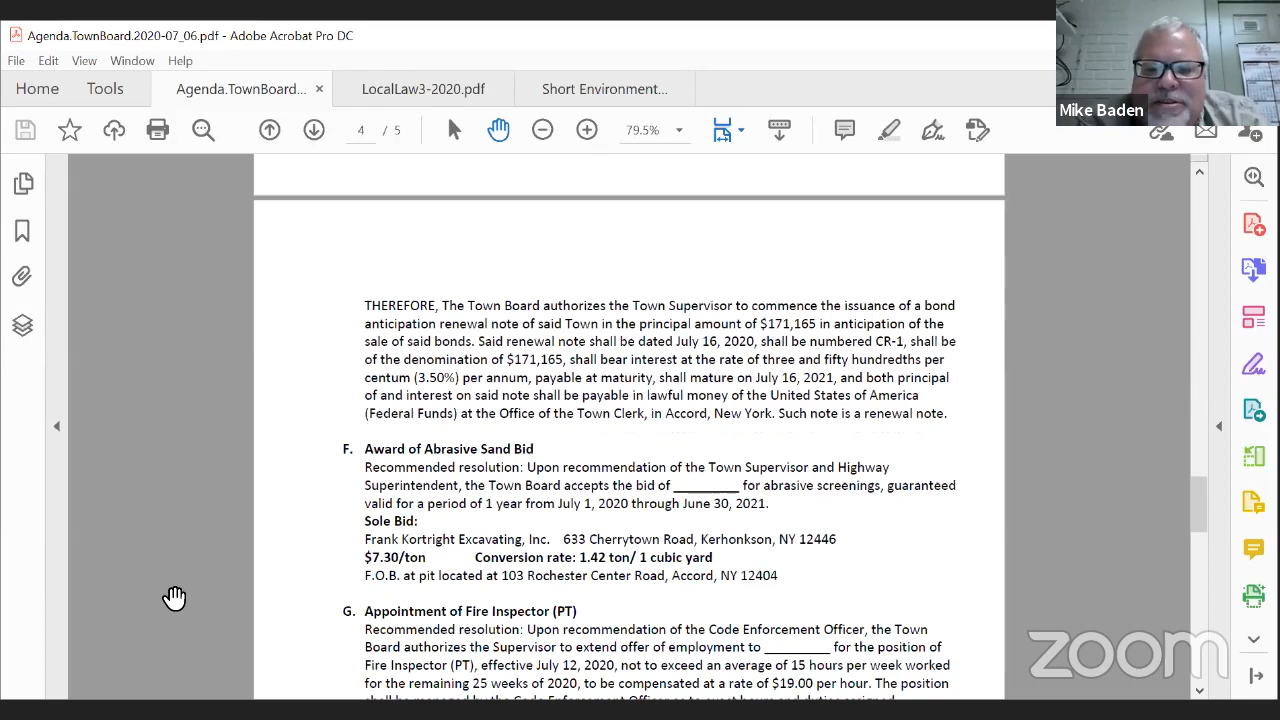 Agenda.TownBoard.2020-07_06.pdf - Adobe Acrobat Pro DC
File Edit View Window Help
Home Tools Agenda.TownBoard... × LocalLaw3-2020.pdf Short Environment...
4 / 5 79.5%
Mike Baden
THEREFORE, The Town Board authorizes the Town Supervisor to commence the issuance of a bond
anticipation renewal note of said Town in the principal amount of $171,165 in anticipation of the
sale of said bonds. Said renewal note shall be dated July 16, 2020, shall be numbered CR-1, shall be
of the denomination of $171,165, shall bear interest at the rate of three and fifty hundredths per
centum (3.50%) per annum, payable at maturity, shall mature on July 16, 2021, and both principal
of and interest on said note shall be payable in lawful money of the United States of America
(Federal Funds) at the Office of the Town Clerk, in Accord, New York. Such note is a renewal note.
F. Award of Abrasive Sand Bid
Recommended resolution: Upon recommendation of the Town Supervisor and Highway
Superintendent, the Town Board accepts the bid of _________ for abrasive screenings, guaranteed
valid for a period of 1 year from July 1, 2020 through June 30, 2021.
Sole Bid:
Frank Kortright Excavating, Inc. 633 Cherrytown Road, Kerhonkson, NY 12446
$7.30/ton Conversion rate: 1.42 ton/ 1 cubic yard
F.O.B. at pit located at 103 Rochester Center Road, Accord, NY 12404
G. Appointment of Fire Inspector (PT)
Recommended resolution: Upon recommendation of the Code Enforcement Officer, the Town
Board authorizes the Supervisor to extend offer of employment to _________ for the position of
Fire Inspector (PT), effective July 12, 2020, not to exceed an average of 15 hours per week worked
for the remaining 25 weeks of 2020, to be compensated at a rate of $19.00 per hour. The position
zoom